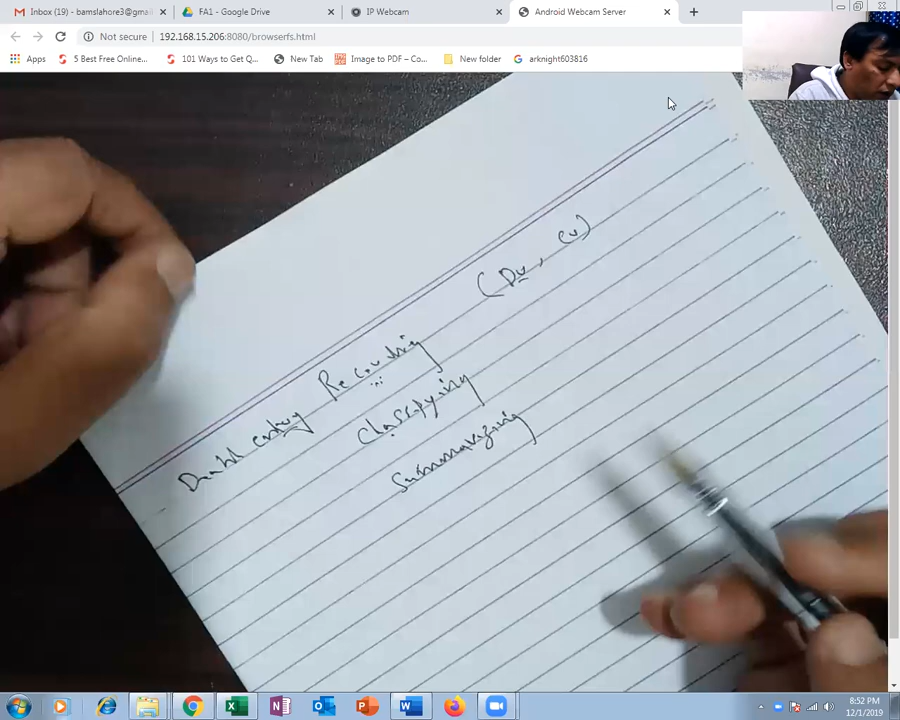 Inbox (19) - bamslahore3@gmai
FA1 - Google Drive
IP Webcam
Android Webcam Server
Not secure | 192.168.15.206:8080/browserfs.html
Apps
5 Best Free Online...
101 Ways to Get Q...
New Tab
Image to PDF – Co...
New folder
arknight603816
(Dr, Cr)
Double entry Recording
Classifying
Summarizing
8:52 PM
12/1/2019